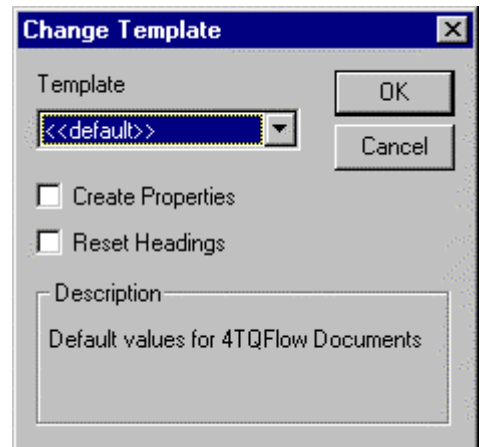 Change Template
Template
OK
<<default>>
Cancel
Create Properties
Reset Headings
Description
Default values for 4TQFlow Documents